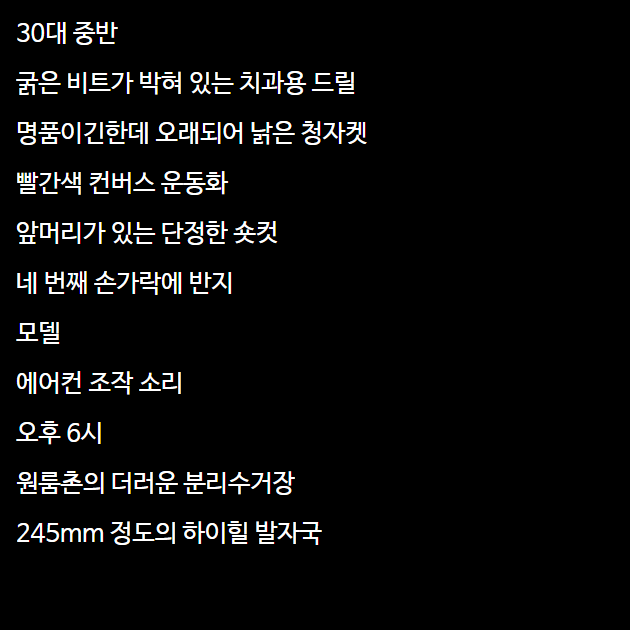 30대 중반
굵은 비트가 박혀 있는 치과용 드릴
명품이긴한데 오래되어 낡은 청자켓
빨간색 컨버스 운동화
앞머리가 있는 단정한 숏컷
네 번째 손가락에 반지
모델
에어컨 조작 소리
오후 6시
원룸촌의 더러운 분리수거장
245mm 정도의 하이힐 발자국